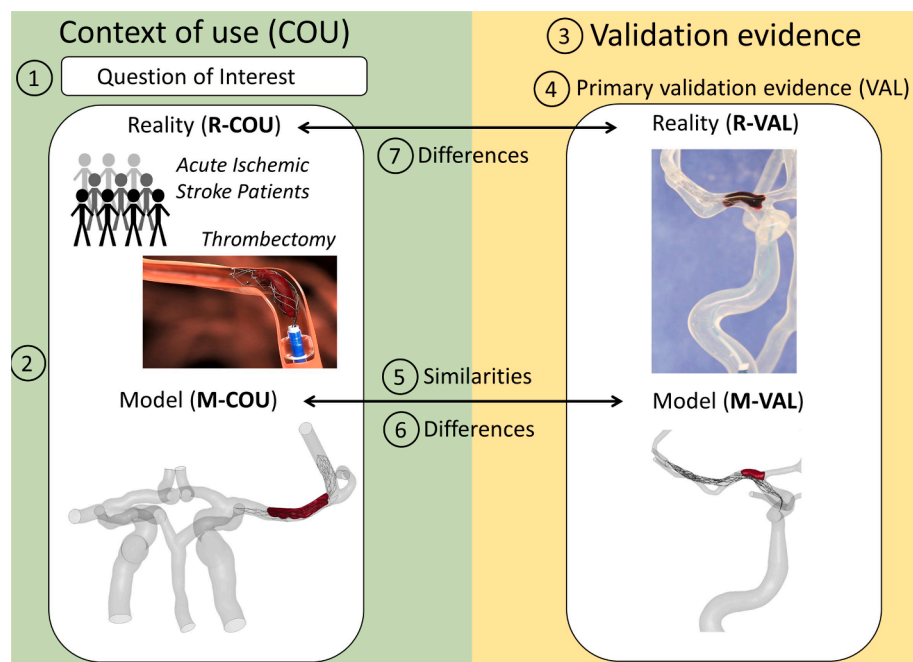 Context of use (COU)
③ Validation evidence
① Question of Interest
④ Primary validation evidence (VAL)
②
Reality (R-COU)
Acute Ischemic
Stroke Patients
Thrombectomy
⑦ Differences
Reality (R-VAL)
⑤ Similarities
⑥ Differences
Model (M-COU)
Model (M-VAL)